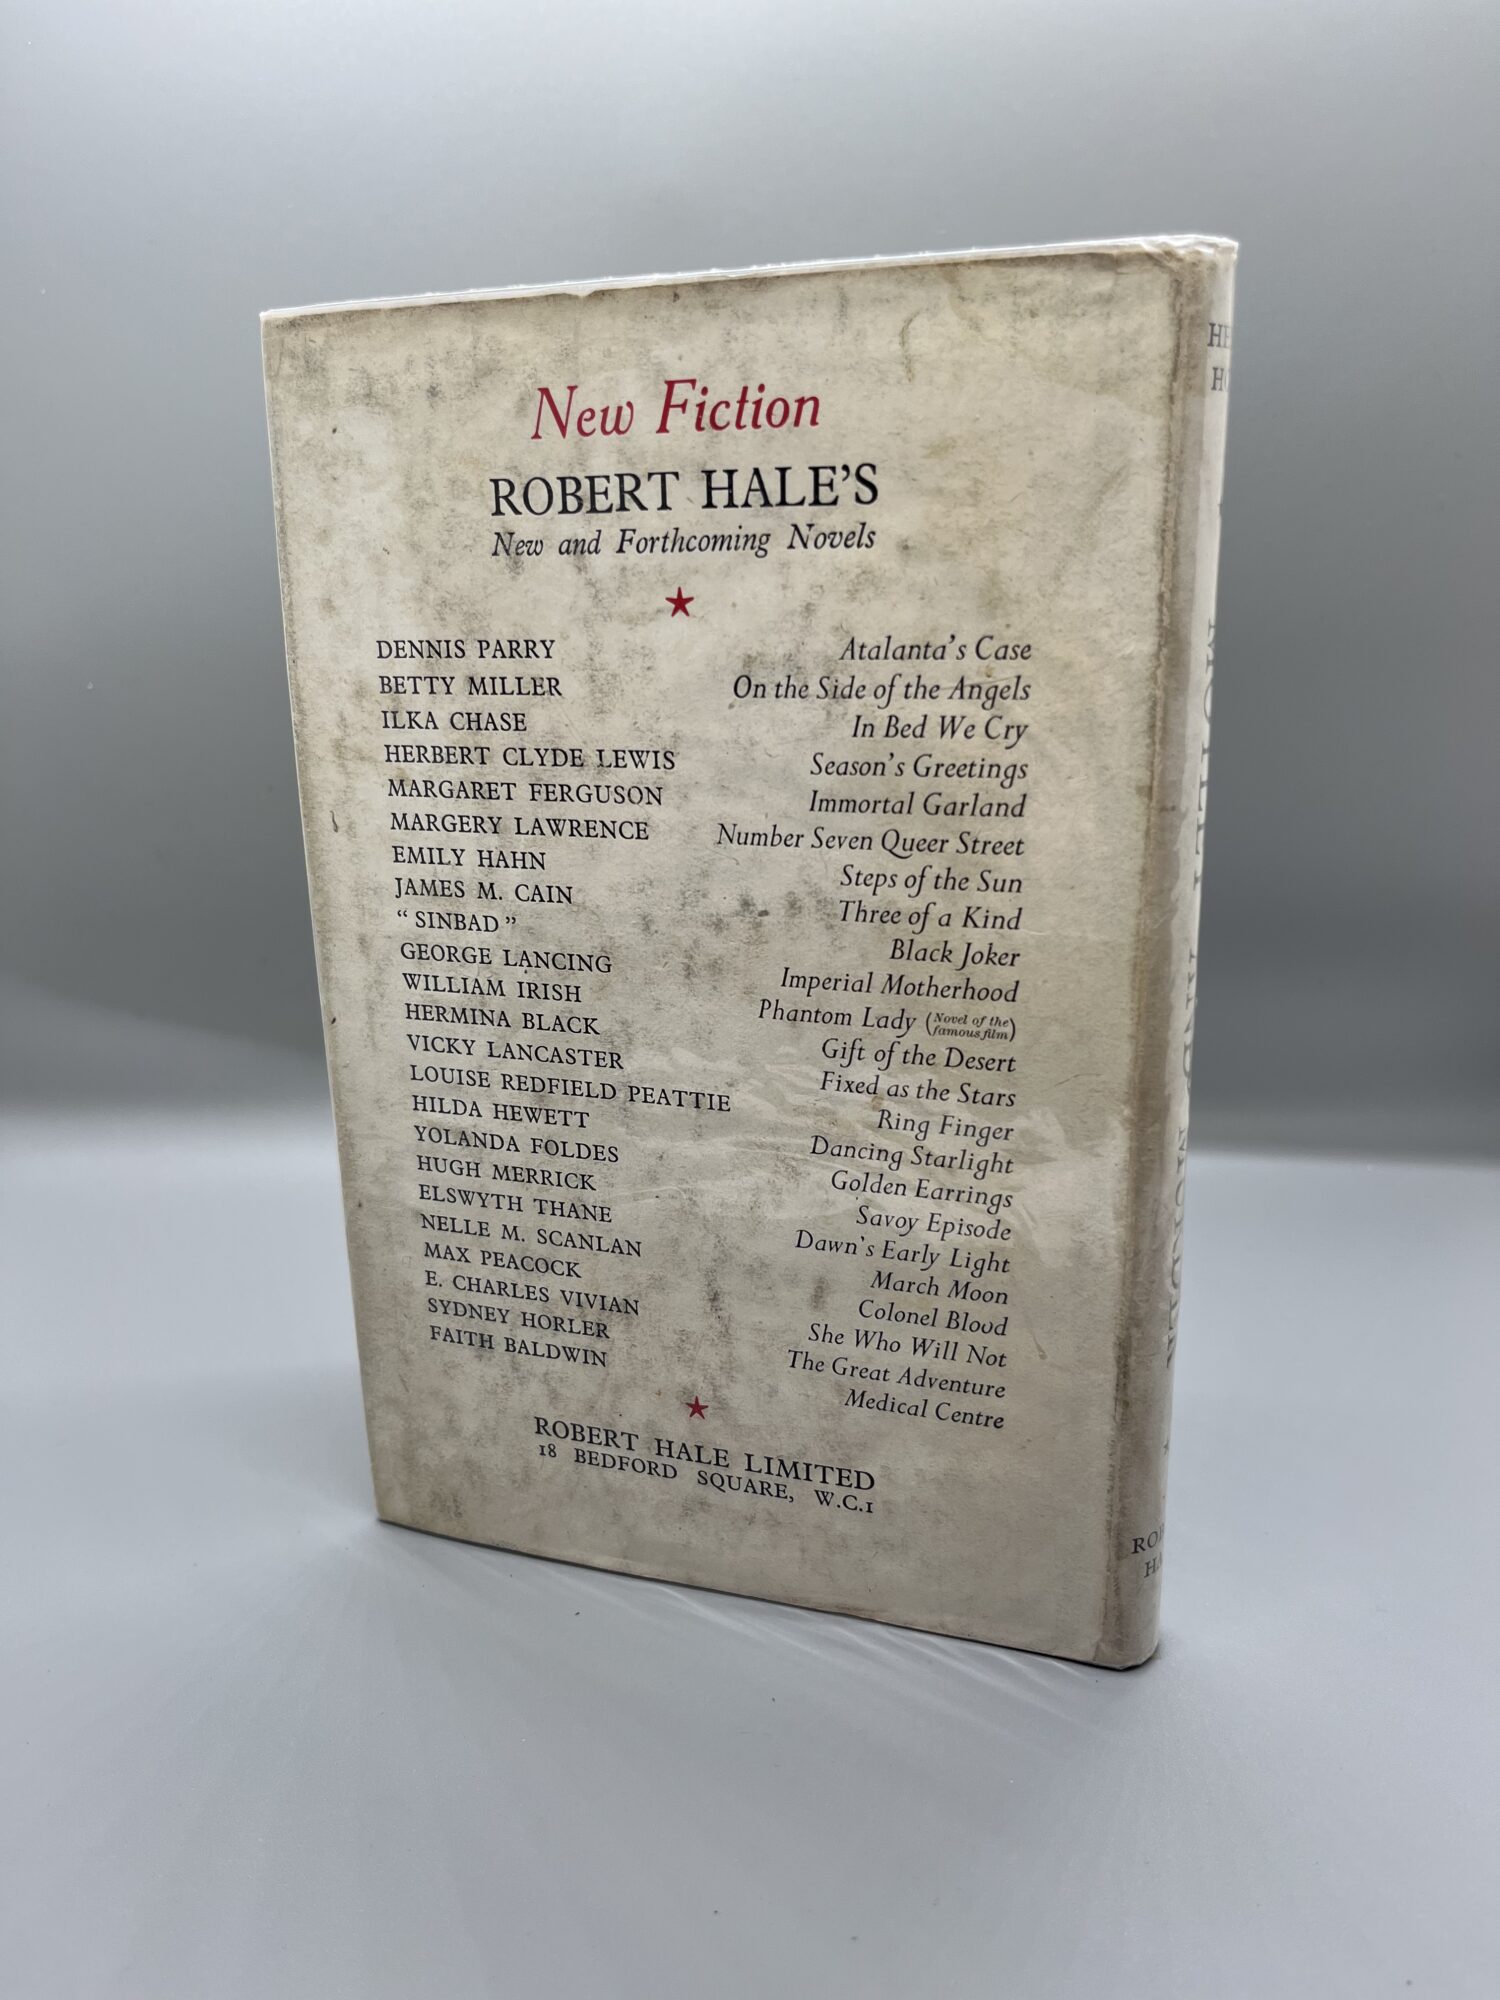 New Fiction
ROBERT HALE'S
New and Forthcoming Novels
★
DENNIS PARRY Atalanta's Case
BETTY MILLER On the Side of the Angels
ILKA CHASE In Bed We Cry
HERBERT CLYDE LEWIS Season's Greetings
MARGARET FERGUSON Immortal Garland
MARGERY LAWRENCE Number Seven Queer Street
EMILY HAHN Steps of the Sun
JAMES M. CAIN Three of a Kind
“ SINBAD ” Black Joker
GEORGE LANCING Imperial Motherhood
WILLIAM IRISH Phantom Lady (Novel of the famous film)
HERMINA BLACK Gift of the Desert
VICKY LANCASTER Fixed as the Stars
LOUISE REDFIELD PEATTIE Ring Finger
HILDA HEWETT Dancing Starlight
YOLANDA FOLDES Golden Earrings
HUGH MERRICK Savoy Episode
ELSWYTH THANE Dawn's Early Light
NELLE M. SCANLAN March Moon
MAX PEACOCK Colonel Blood
E. CHARLES VIVIAN She Who Will Not
SYDNEY HORLER The Great Adventure
FAITH BALDWIN Medical Centre
★
ROBERT HALE LIMITED
18 BEDFORD SQUARE, W.C.1